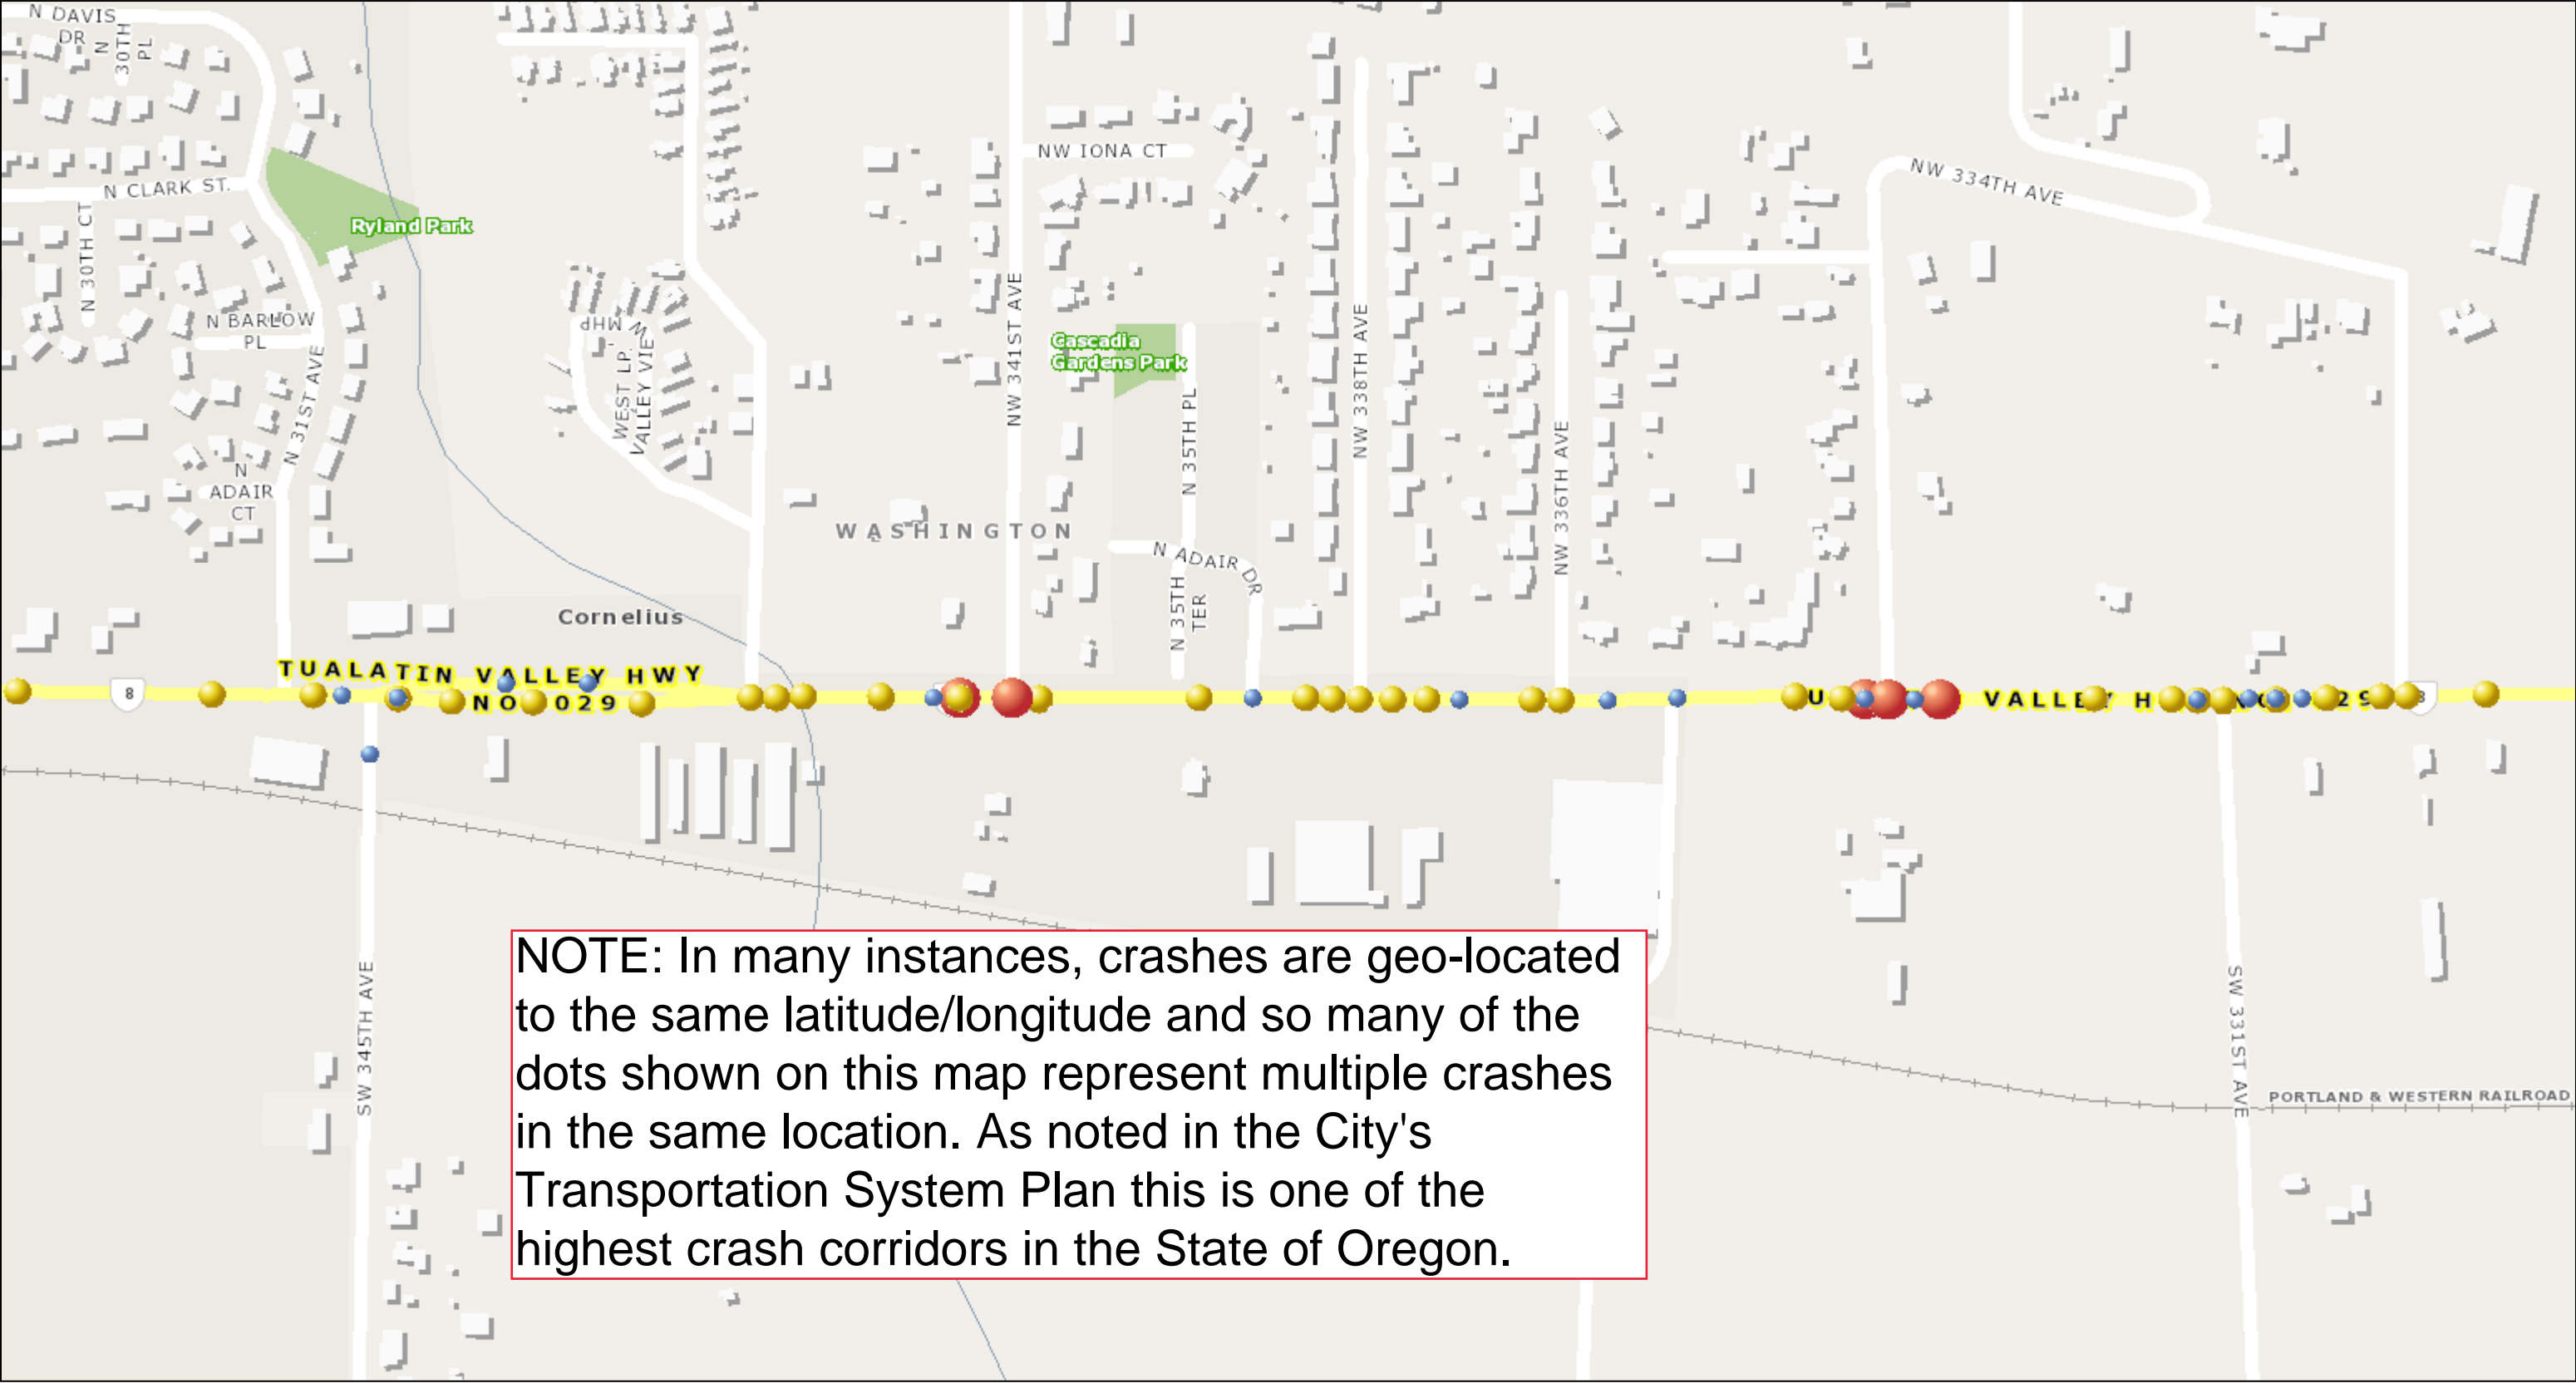 N DAVIS
DR
N
30TH
PL
N CLARK ST.
N 30TH CT
Ryland Park
N BARLOW
PL
N 31ST AVE
N
ADAIR
CT
MHP
WEST LP.
VALLEY VIEW
NW IONA CT
NW 341ST AVE
Cascadia
Gardens Park
N 35TH PL
NW 338TH AVE
NW 336TH AVE
NW 334TH AVE
WASHINGTON
N ADAIR DR
N 35TH
TER
Cornelius
TUALATIN VALLEY HWY
NO 029
8
U VALLEY H
29
SW 345TH AVE
SW 331ST AVE
PORTLAND & WESTERN RAILROAD
NOTE: In many instances, crashes are geo-located
to the same latitude/longitude and so many of the
dots shown on this map represent multiple crashes
in the same location. As noted in the City's
Transportation System Plan this is one of the
highest crash corridors in the State of Oregon.